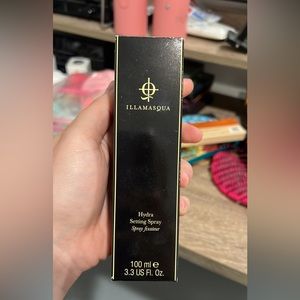 ILLAMASQUA
Hydra
Setting Spray
Spray fixateur
100 ml e
3.3 US Fl. Oz.